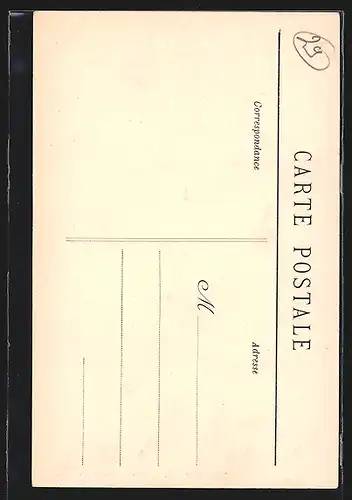 29
CARTE POSTALE
Correspondance
Adresse
M